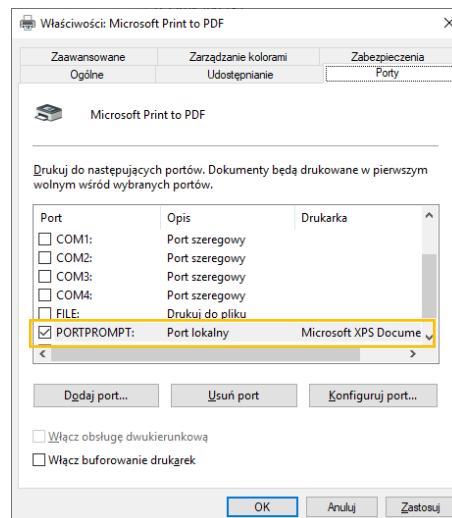 Właściwości: Microsoft Print to PDF
Zaawansowane Zarządzanie kolorami Zabezpieczenia
Ogólne Udostępnianie Porty
Microsoft Print to PDF
Drukuj do następujących portów. Dokumenty będą drukowane w pierwszym
wolnym wśród wybranych portów.
Port Opis Drukarka
COM1: Port szeregowy
COM2: Port szeregowy
COM3: Port szeregowy
COM4: Port szeregowy
FILE: Drukuj do pliku
PORTPROMPT: Port lokalny Microsoft XPS Docume
Dodaj port... Usuń port Konfiguruj port...
Włącz obsługę dwukierunkową
Włącz buforowanie drukarek
OK Anuluj Zastosuj